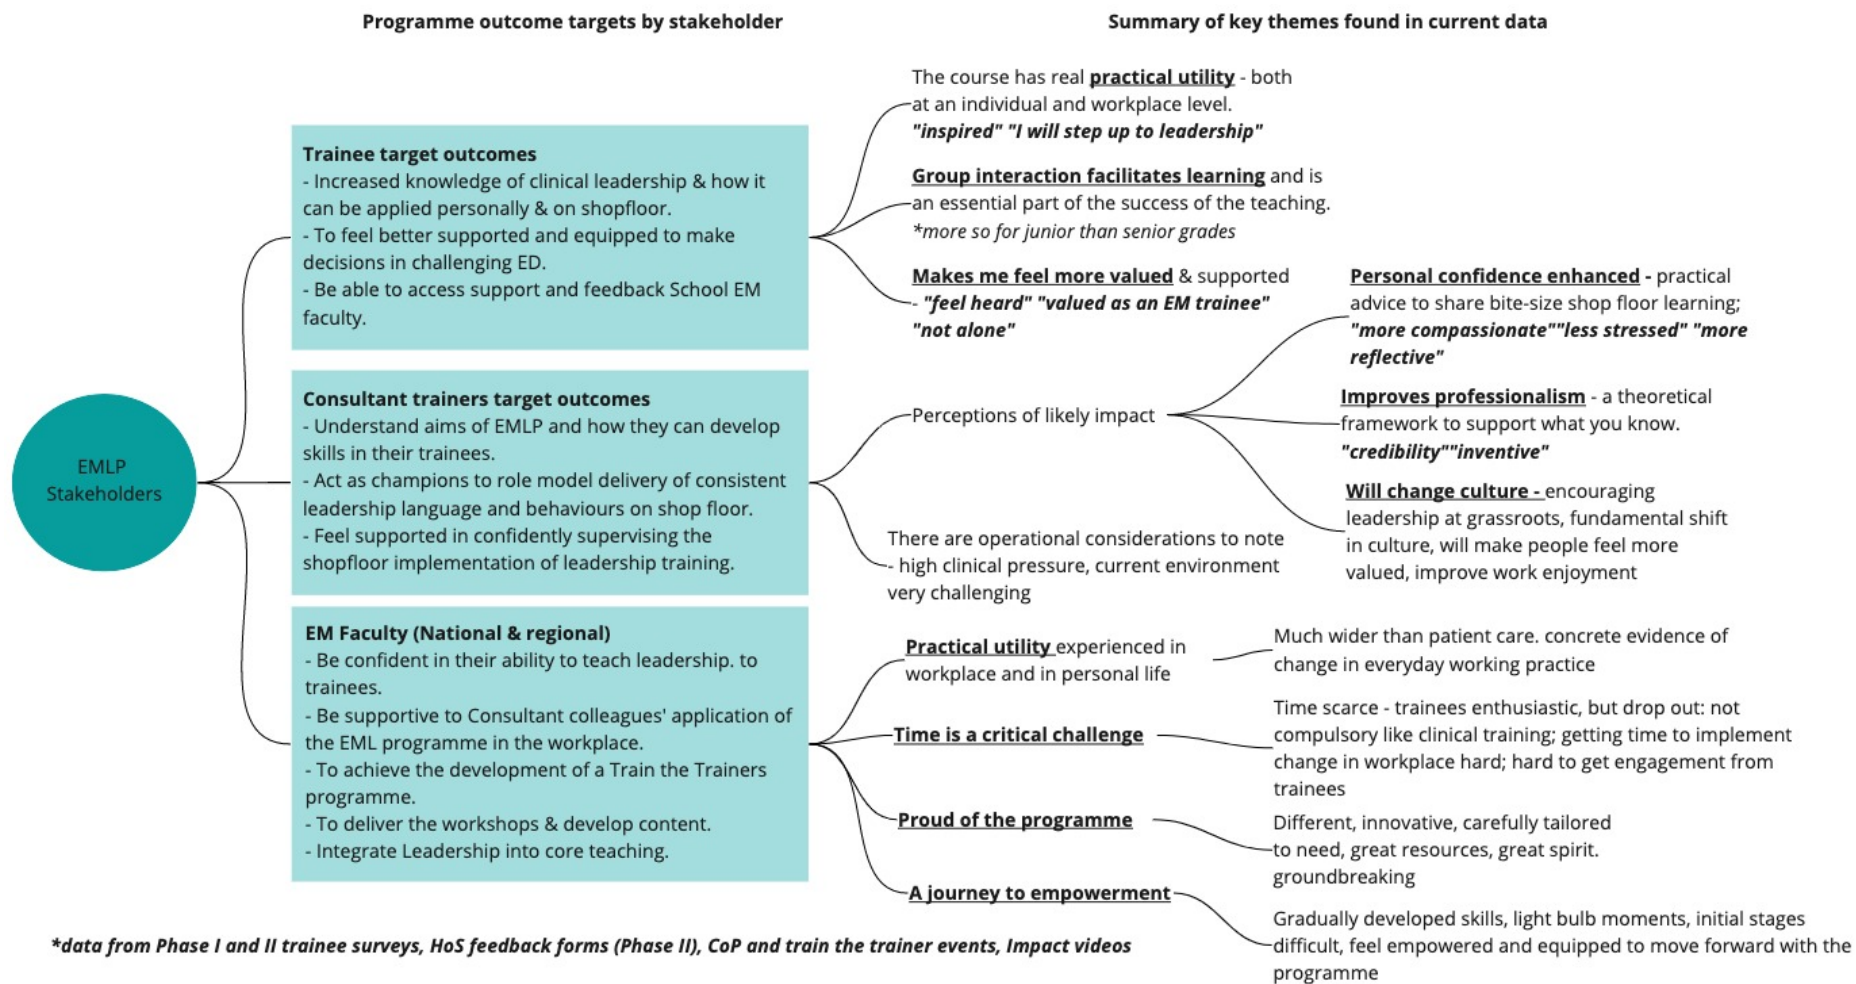 Programme outcome targets by stakeholder
Summary of key themes found in current data
EMLP
Stakeholders
Trainee target outcomes
- Increased knowledge of clinical leadership & how it
can be applied personally & on shopfloor.
- To feel better supported and equipped to make
decisions in challenging ED.
- Be able to access support and feedback School EM
faculty.
The course has real practical utility - both
at an individual and workplace level.
"inspired" "I will step up to leadership"
Group interaction facilitates learning and is
an essential part of the success of the teaching.
*more so for junior than senior grades
Makes me feel more valued & supported
- "feel heard" "valued as an EM trainee"
"not alone"
Consultant trainers target outcomes
- Understand aims of EMLP and how they can develop
skills in their trainees.
- Act as champions to role model delivery of consistent
leadership language and behaviours on shop floor.
- Feel supported in confidently supervising the
shopfloor implementation of leadership training.
Perceptions of likely impact
Personal confidence enhanced - practical
advice to share bite-size shop floor learning;
"more compassionate""less stressed" "more
reflective"
Improves professionalism - a theoretical
framework to support what you know.
"credibility""inventive"
Will change culture - encouraging
leadership at grassroots, fundamental shift
in culture, will make people feel more
valued, improve work enjoyment
There are operational considerations to note
- high clinical pressure, current environment
very challenging
EM Faculty (National & regional)
- Be confident in their ability to teach leadership. to
trainees.
- Be supportive to Consultant colleagues' application of
the EML programme in the workplace.
- To achieve the development of a Train the Trainers
programme.
- To deliver the workshops & develop content.
- Integrate Leadership into core teaching.
Practical utility experienced in
workplace and in personal life
Much wider than patient care. concrete evidence of
change in everyday working practice
Time is a critical challenge
Time scarce - trainees enthusiastic, but drop out: not
compulsory like clinical training; getting time to implement
change in workplace hard; hard to get engagement from
trainees
Proud of the programme
Different, innovative, carefully tailored
to need, great resources, great spirit.
groundbreaking
A journey to empowerment
Gradually developed skills, light bulb moments, initial stages
difficult, feel empowered and equipped to move forward with the
programme
*data from Phase I and II trainee surveys, HoS feedback forms (Phase II), CoP and train the trainer events, Impact videos